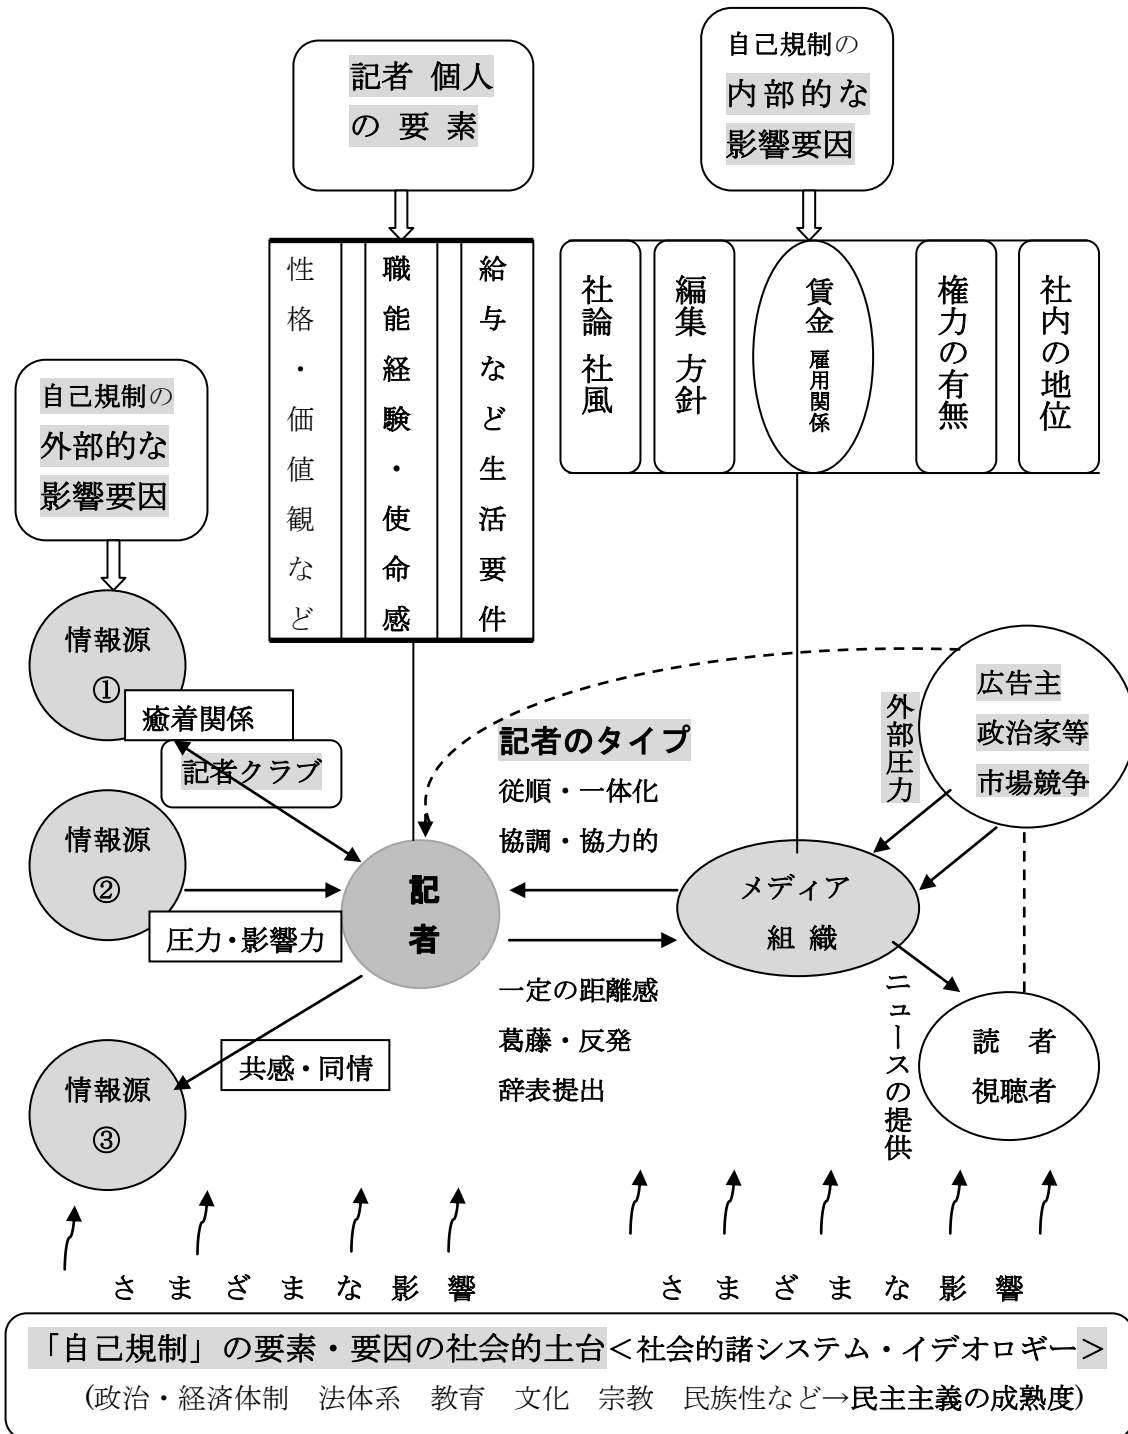 記者 個人
の 要 素
自己規制の
内部的な
影響要因
自己規制の
外部的な
影響要因
性格・価値観など
職能経験・使命感
給与など生活要件
社論 社風
編集 方針
賃金 雇用関係
権力の有無
社内の地位
情報源
①
癒着関係
記者クラブ
情報源
②
圧力・影響力
情報源
③
共感・同情
記者のタイプ
従順・一体化
協調・協力的
記
者
一定の距離感
葛藤・反発
辞表提出
メディア
組 織
外部圧力
広告主
政治家等
市場競争
ニュースの提供
読 者
視聴者
さ ま ざ ま な 影 響
さ ま ざ ま な 影 響
「自己規制」の要素・要因の社会的土台<社会的諸システム・イデオロギー>
(政治・経済体制 法体系 教育 文化 宗教 民族性など→民主主義の成熟度)